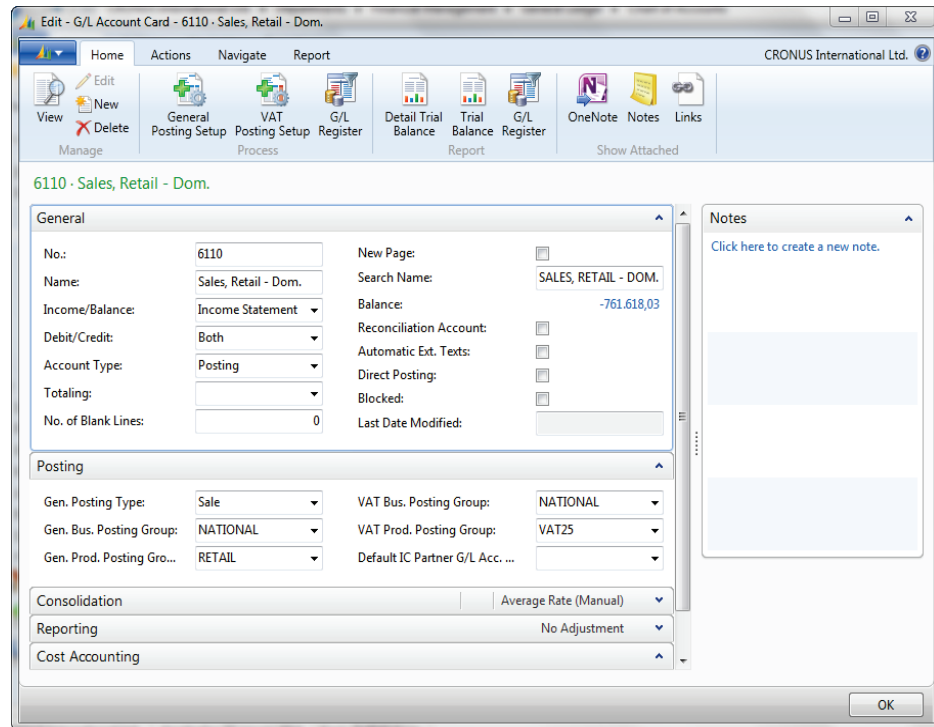 Edit - G/L Account Card - 6110 · Sales, Retail - Dom.
Home Actions Navigate Report CRONUS International Ltd.
View
Edit
New
Delete
General Posting Setup
VAT Posting Setup
G/L Register
Detail Trial Balance
Trial Balance
G/L Register
OneNote
Notes
Links
Manage Process Report Show Attached
6110 · Sales, Retail - Dom.
General
No.: 6110
Name: Sales, Retail - Dom.
Income/Balance: Income Statement
Debit/Credit: Both
Account Type: Posting
Totaling:
No. of Blank Lines: 0
New Page:
Search Name: SALES, RETAIL - DOM.
Balance: -761.618,03
Reconciliation Account:
Automatic Ext. Texts:
Direct Posting:
Blocked:
Last Date Modified:
Posting
Gen. Posting Type: Sale
Gen. Bus. Posting Group: NATIONAL
Gen. Prod. Posting Gro... RETAIL
VAT Bus. Posting Group: NATIONAL
VAT Prod. Posting Group: VAT25
Default IC Partner G/L Acc. ...
Consolidation Average Rate (Manual)
Reporting No Adjustment
Cost Accounting
Notes
Click here to create a new note.
OK